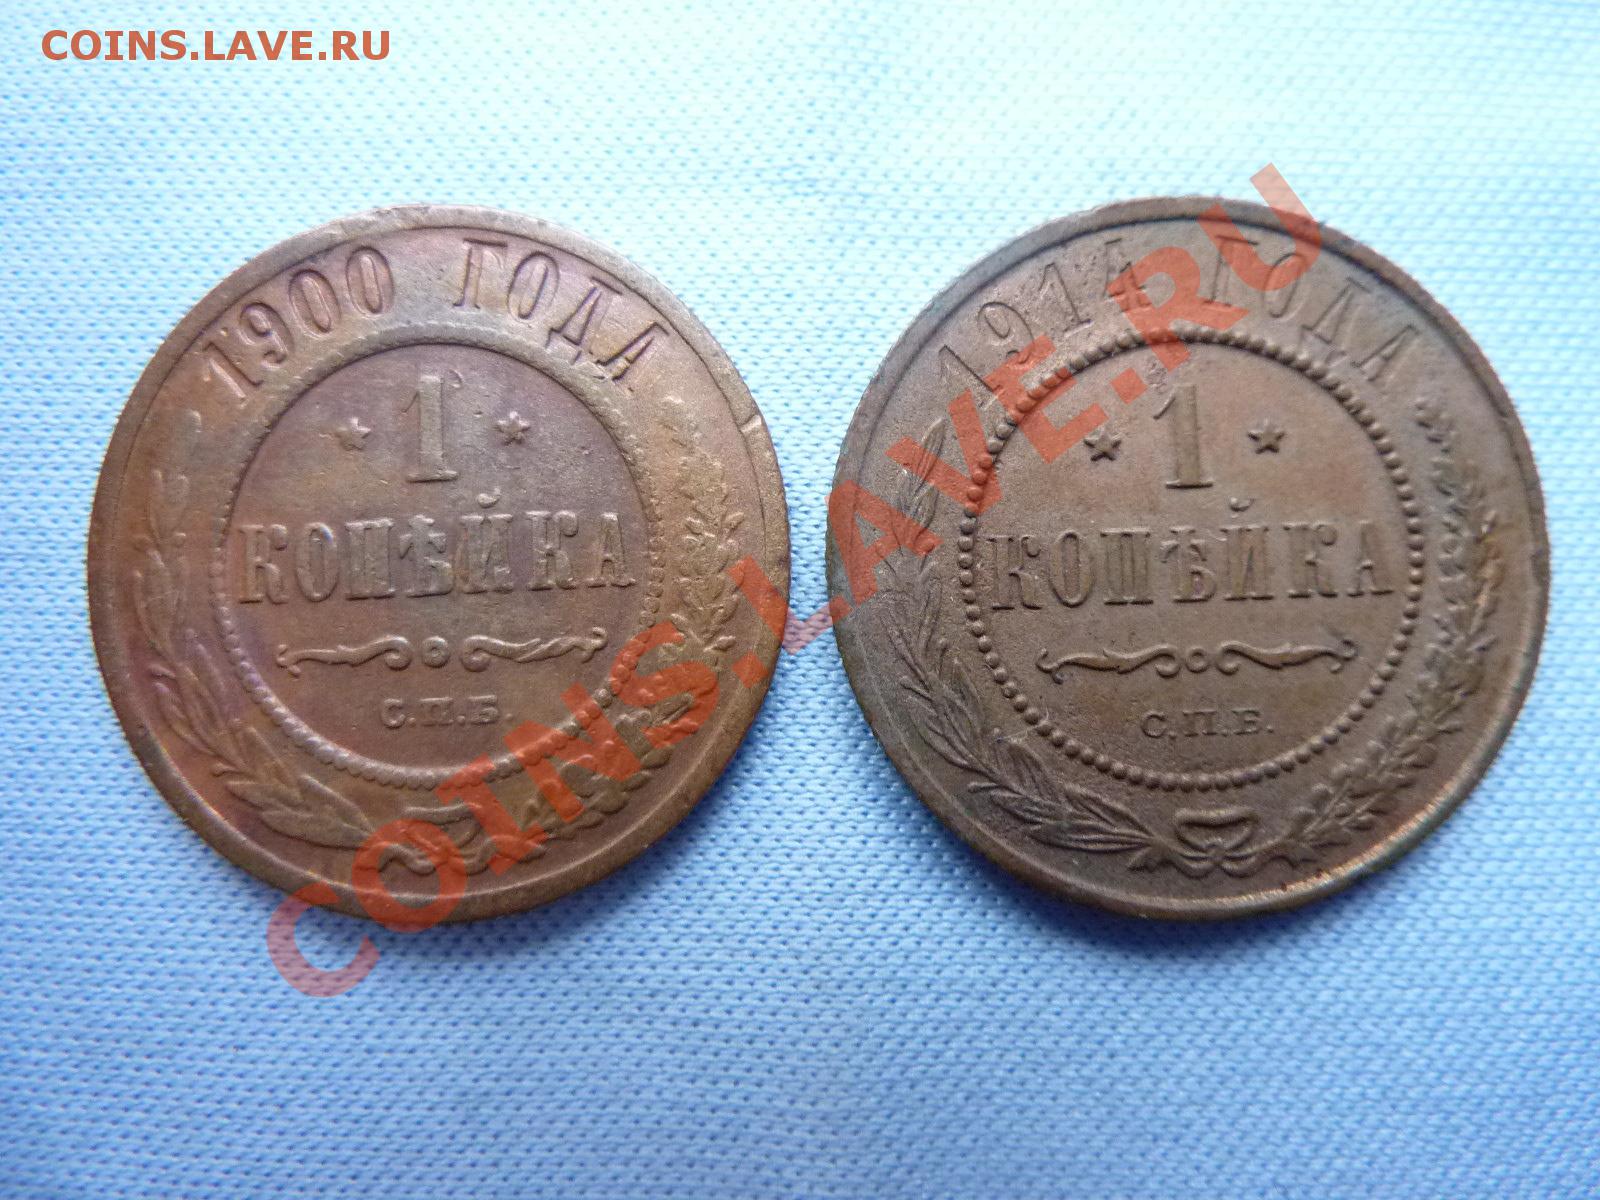 COINS.LAVE.RU
1900 ГОДА
1
КОПѢЙКА
С.П.Б.
1914 ГОДА
1
КОПѢЙКА
С.П.Б.
COINS.LAVE.RU